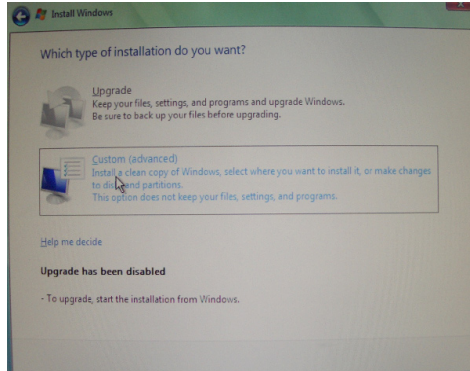 Install Windows
Which type of installation do you want?
Upgrade
Keep your files, settings, and programs and upgrade Windows.
Be sure to back up your files before upgrading.
Custom (advanced)
Install a clean copy of Windows, select where you want to install it, or make changes
to disks and partitions.
This option does not keep your files, settings, and programs.
Help me decide
Upgrade has been disabled
- To upgrade, start the installation from Windows.